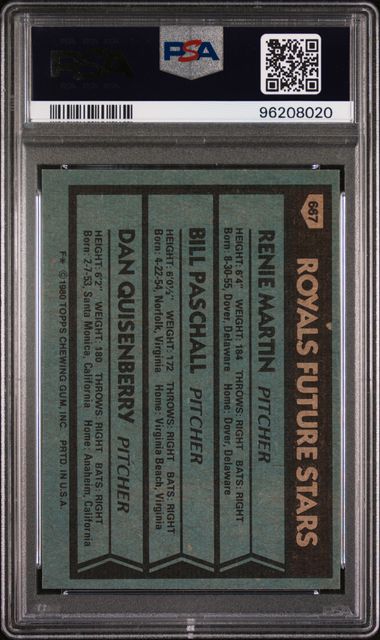 PSA
PSA
96208020
667
ROYALS FUTURE STARS
RENIE MARTIN PITCHER
HEIGHT: 6'4" WEIGHT: 184 THROWS: RIGHT BATS: RIGHT
Born: 8-30-55, Dover, Delaware Home: Dover, Delaware
BILL PASCHALL PITCHER
HEIGHT: 6'0½" WEIGHT: 172 THROWS: RIGHT BATS: RIGHT
Born: 4-22-54, Norfolk, Virginia Home: Virginia Beach, Virginia
DAN QUISENBERRY PITCHER
HEIGHT: 6'2" WEIGHT: 180 THROWS: RIGHT BATS: RIGHT
Born: 2-7-53, Santa Monica, California Home: Anaheim, California
F* © 1980 TOPPS CHEWING GUM, INC. PRTD. IN U.S.A.